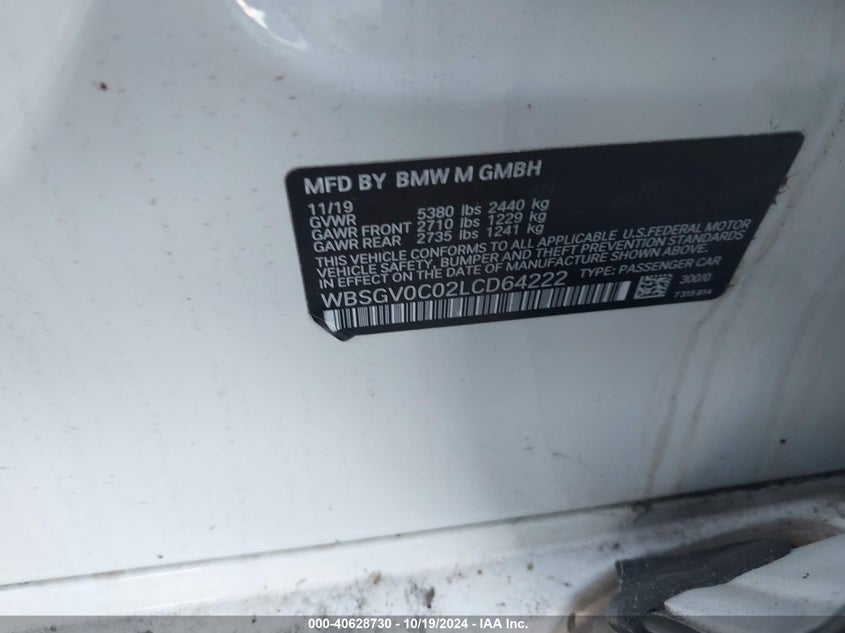 MFD BY BMW M GMBH
11/19
GVWR 5380 lbs 2440 kg
GAWR FRONT 2710 lbs 1229 kg
GAWR REAR 2735 lbs 1241 kg
THIS VEHICLE CONFORMS TO ALL APPLICABLE U.S.FEDERAL MOTOR
VEHICLE SAFETY, BUMPER AND THEFT PREVENTION STANDARDS
IN EFFECT ON THE DATE OF MANUFACTURE SHOWN ABOVE.
WBSGV0C02LCD64222 TYPE: PASSENGER CAR
300/0
7315614
000-40628730 - 10/19/2024 - IAA Inc.